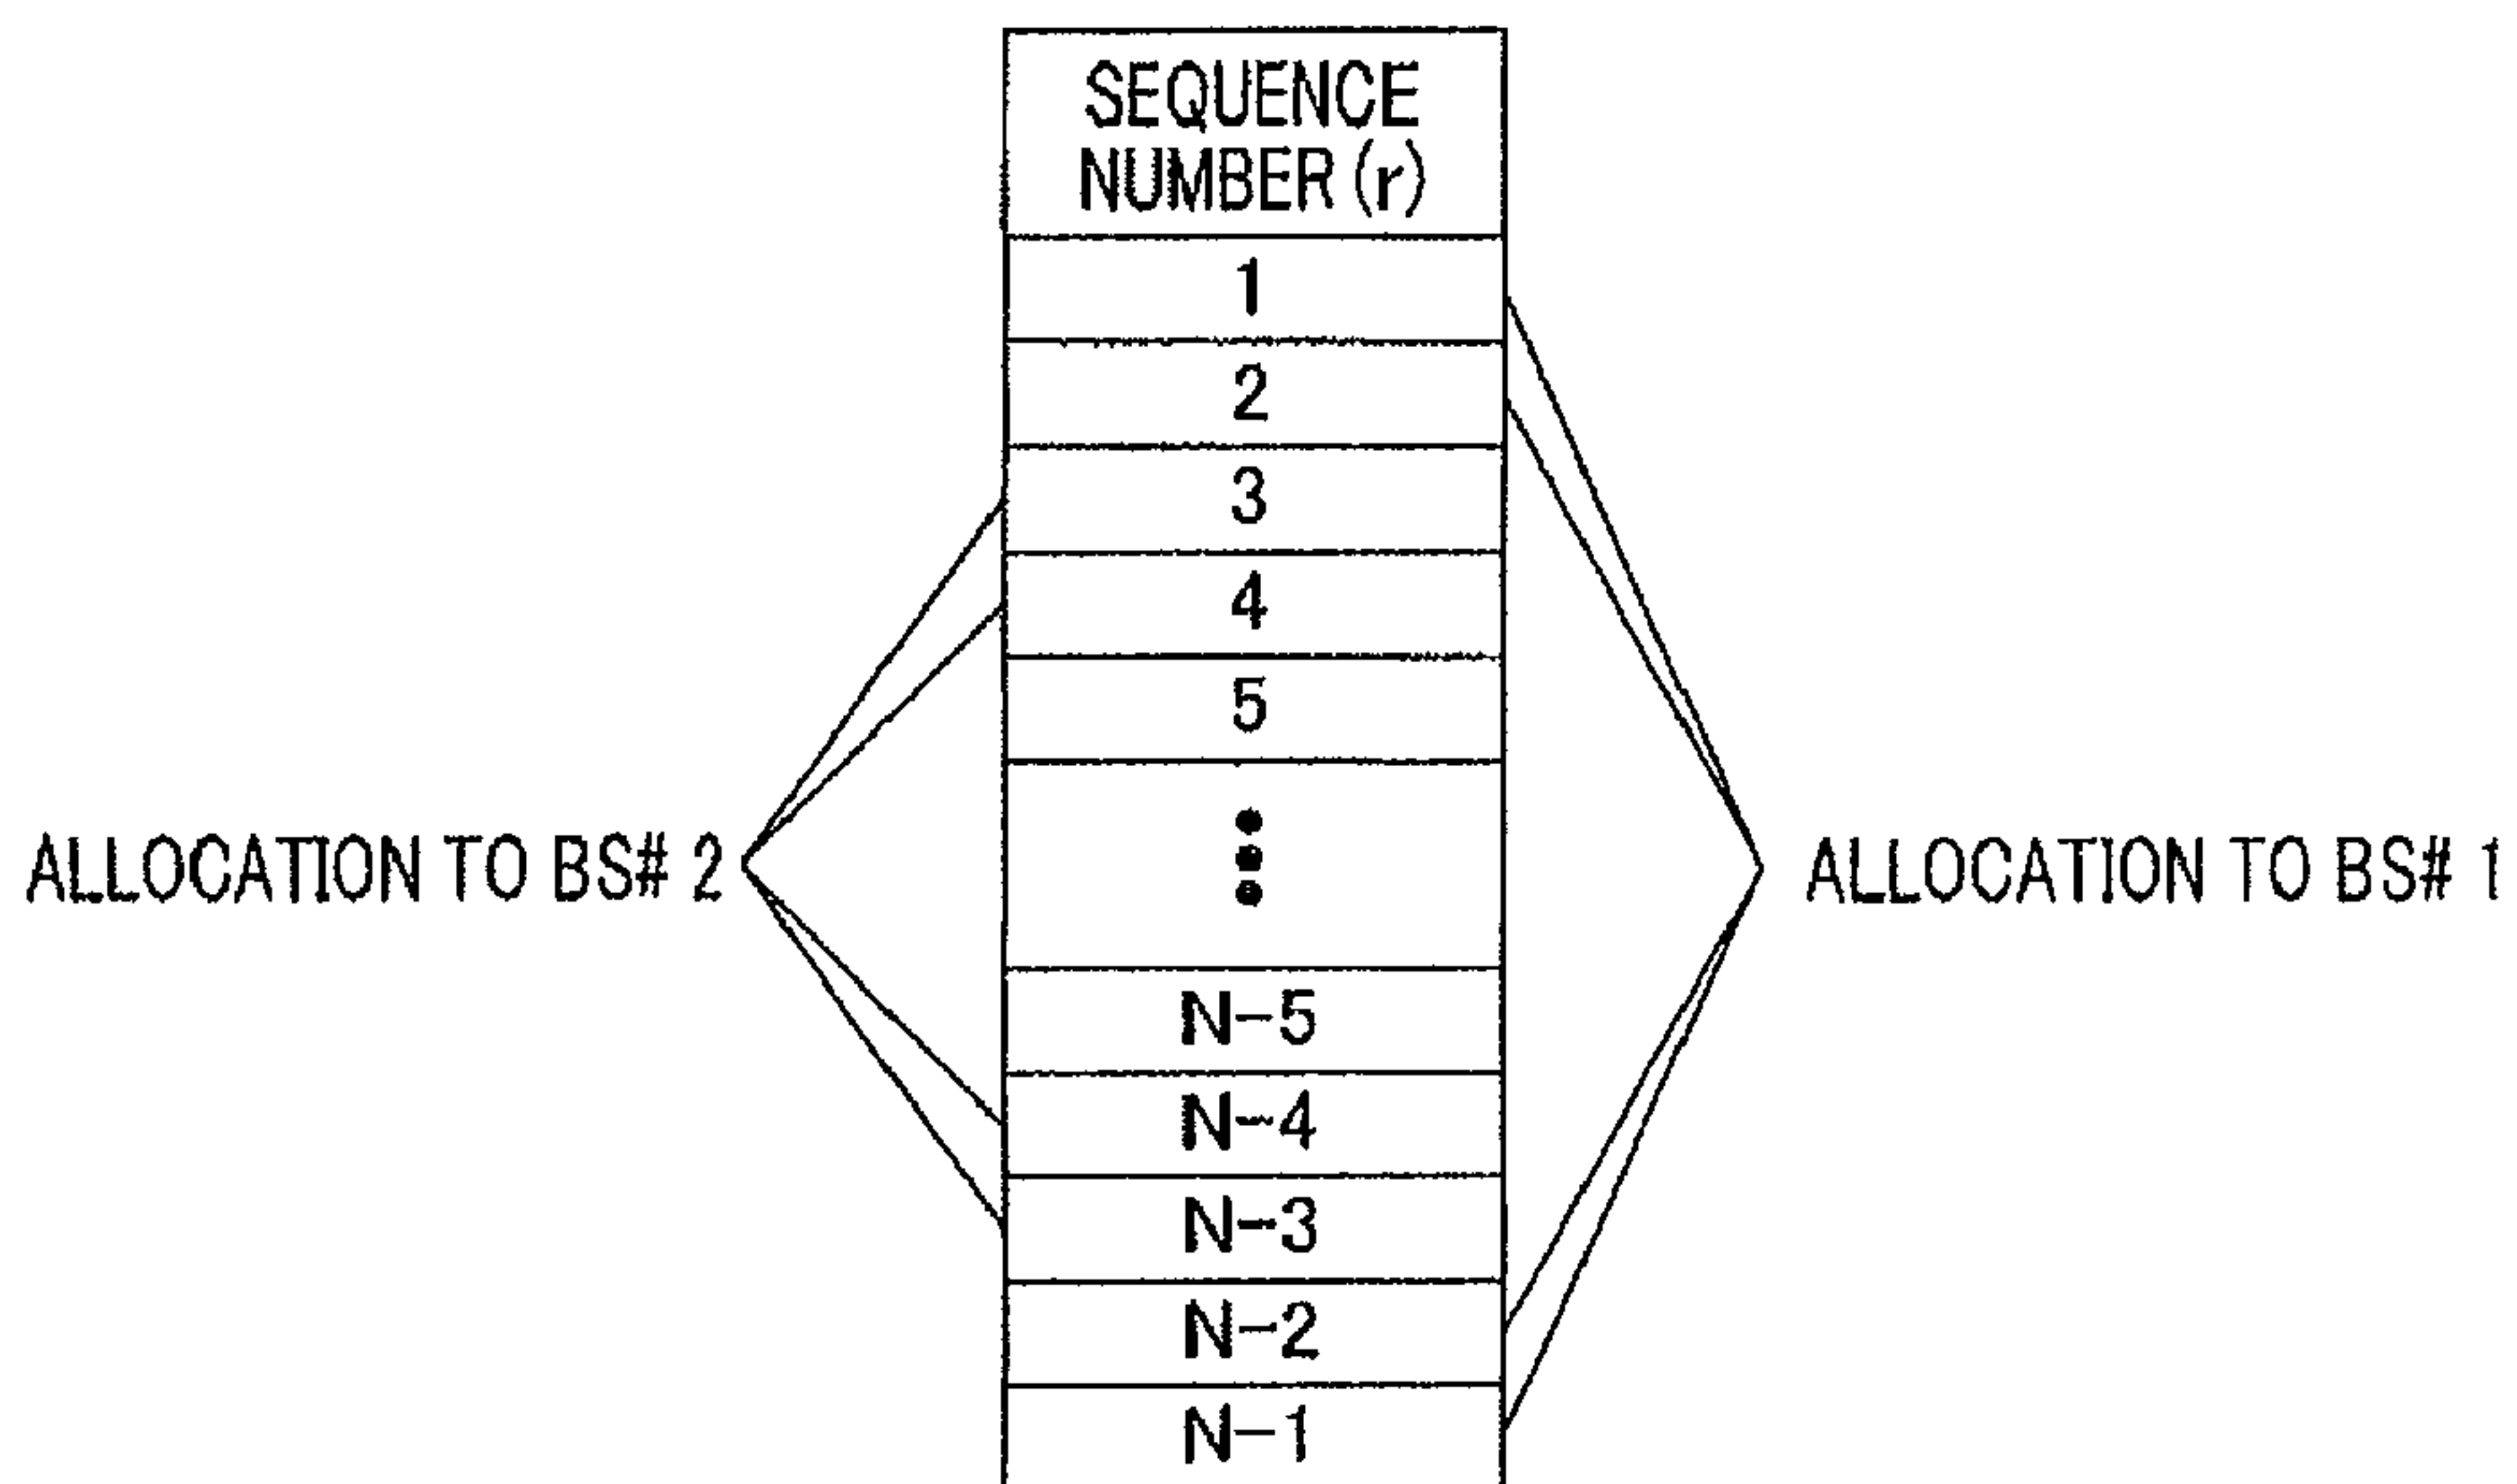 SEQUENCE
NUMBER (r)
1
2
3
4
5
ALLOCATION TO BS# 2
ALLOCATION TO BS# 1
N-5
N-4
N-3
N-2
N-1